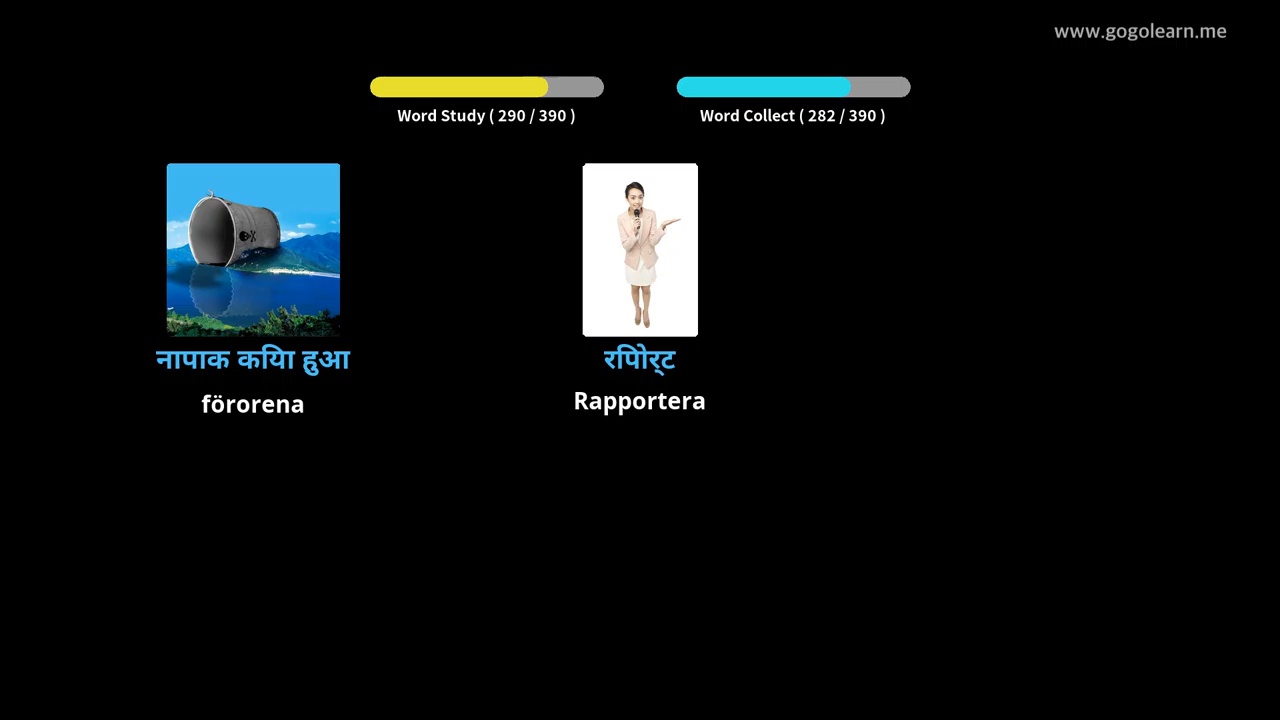 www.gogolearn.me
Word Study ( 290 / 390 )
Word Collect ( 282 / 390 )
नापाक कयिा हुआ
रपिोर्ट
förorena
Rapportera